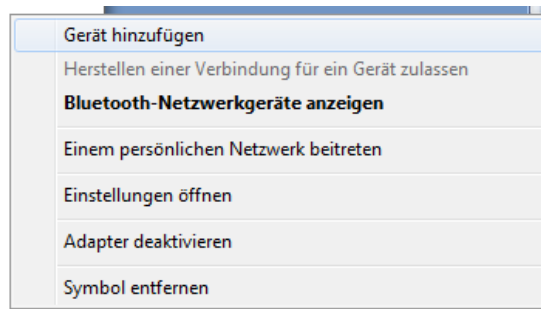 Gerät hinzufügen
Herstellen einer Verbindung für ein Gerät zulassen
Bluetooth-Netzwerkgeräte anzeigen
Einem persönlichen Netzwerk beitreten
Einstellungen öffnen
Adapter deaktivieren
Symbol entfernen